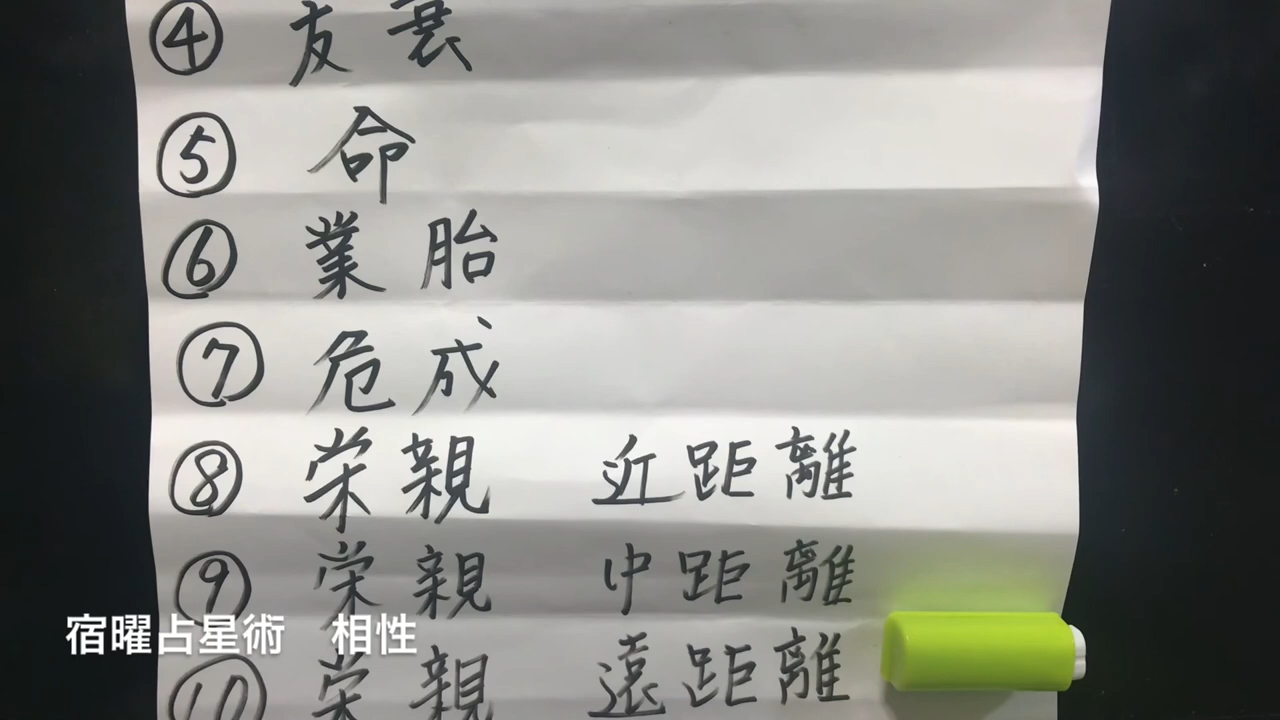 ④ 友衰
⑤ 命
⑥ 業胎
⑦ 危成
⑧ 栄親 近距離
⑨ 栄親 中距離
⑩ 栄親 遠距離
宿曜占星術 相性